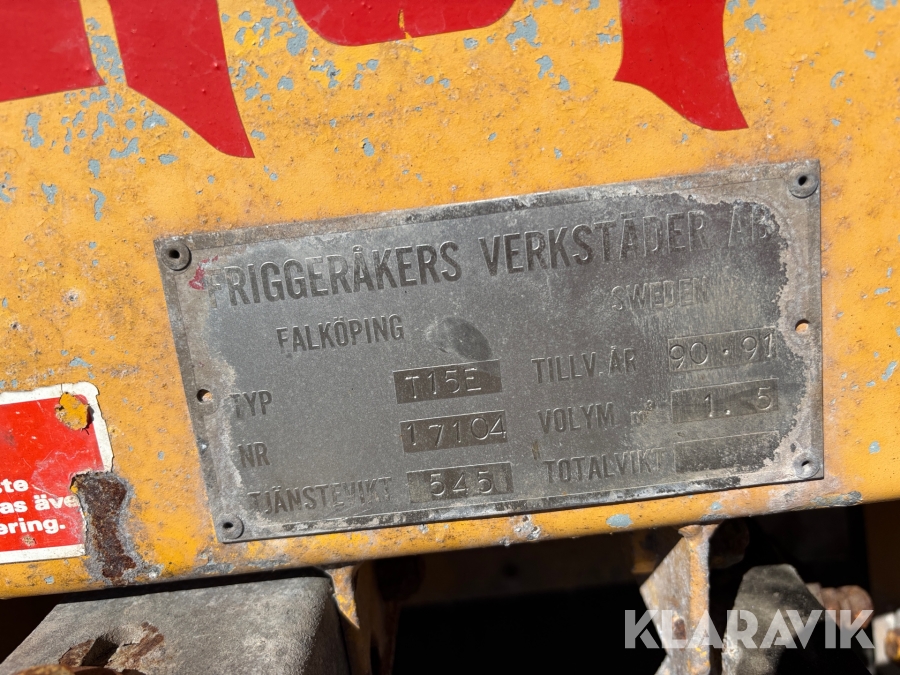 FRIGGERÅKERS VERKSTÄDER AB
FALKÖPING SWEDEN
TYP T15E TILLV. ÅR 90 · 91
NR 17104 VOLYM m³ 1.5
TJÄNSTEVIKT 545 TOTALVIKT
ering.
KLARAVIK